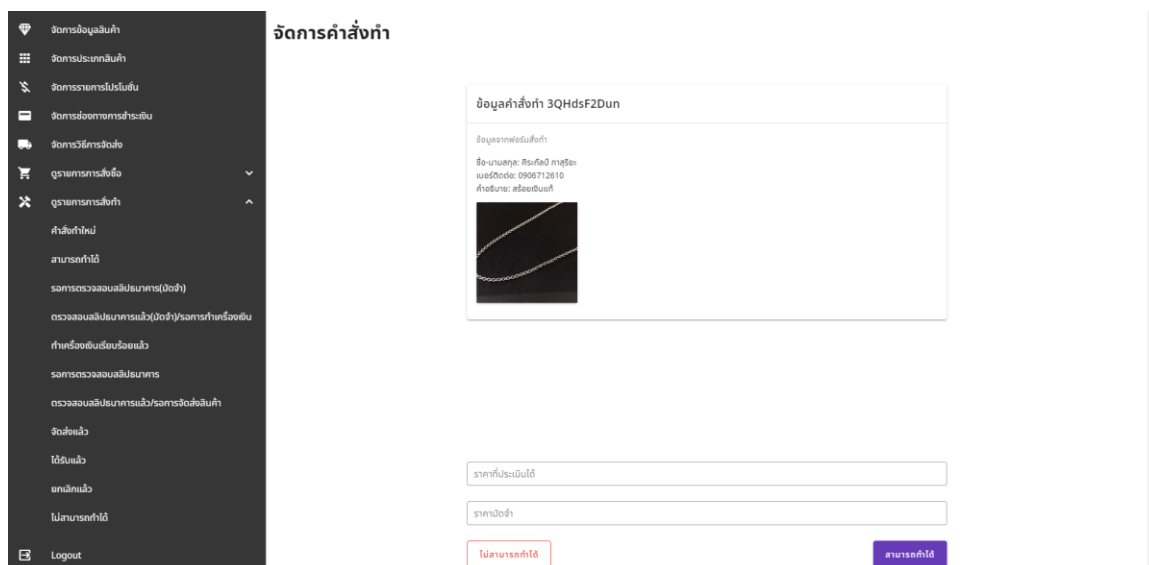 จัดการข้อมูลสินค้า
จัดการประเภทสินค้า
จัดการรายการโปรโมชั่น
จัดการช่องทางการชำระเงิน
จัดการวิธีการจัดส่ง
ดูรายการการสั่งซื้อ
ดูรายการการสั่งทำ
คำสั่งทำใหม่
สามารถทำได้
รอการตรวจสอบสลิปธนาคาร(มัดจำ)
ตรวจสอบสลิปธนาคารแล้ว(มัดจำ)/รอการทำเครื่องเงิน
ทำเครื่องเงินเรียบร้อยแล้ว
รอการตรวจสอบสลิปธนาคาร
ตรวจสอบสลิปธนาคารแล้ว/รอการจัดส่งสินค้า
จัดส่งแล้ว
ได้รับแล้ว
ยกเลิกแล้ว
ไม่สามารถทำได้
Logout
จัดการคำสั่งทำ
ข้อมูลคำสั่งทำ 3QHdsF2Dun
ข้อมูลจากฟอร์มสั่งทำ
ชื่อ-นามสกุล: ศิระกัลป์ กาสุริยะ
เบอร์ติดต่อ: 0906712610
คำอธิบาย: สร้อยเงินแท้
ราคาที่ประเมินได้
ราคามัดจำ
ไม่สามารถทำได้
สามารถทำได้